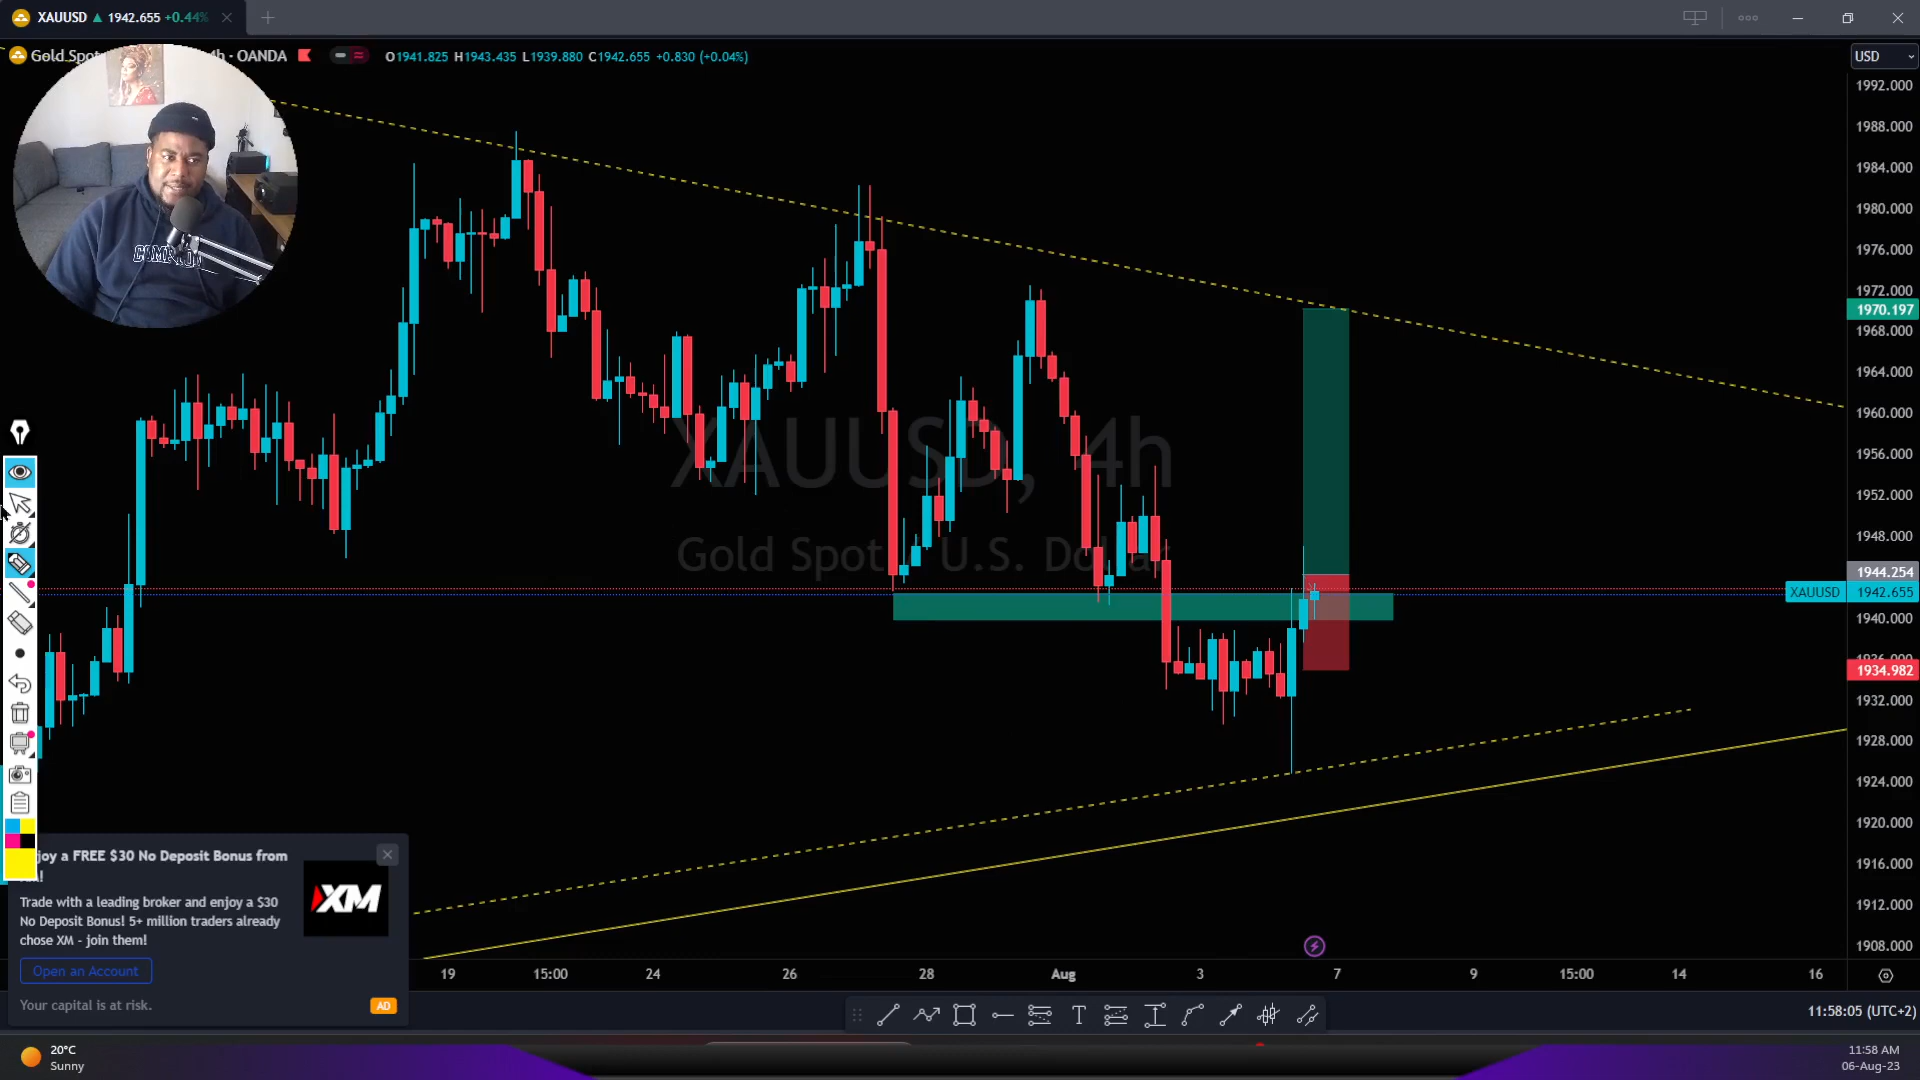 XAUUSD ▲ 1942.655 +0.44%
4h · OANDA O1941.825 H1943.435 L1939.880 C1942.655 +0.830 (+0.04%)
Gold Spot
USD
1992.000
1988.000
1984.000
1980.000
1976.000
1972.000
1970.197
1968.000
1964.000
1960.000
1956.000
1952.000
1948.000
1944.254
XAUUSD 1942.655
1940.000
1934.982
1932.000
1928.000
1924.000
1920.000
1916.000
1912.000
1908.000
XAUUSD, 4h
Gold Spot U.S. Dollar
COMPANY
joy a FREE $30 No Deposit Bonus from
Trade with a leading broker and enjoy a $30
No Deposit Bonus! 5+ million traders already
chose XM - join them!
XM
Open an Account
Your capital is at risk.
AD
19 15:00 24 26 28 Aug 3 7 9 15:00 14 16
T
11:58:05 (UTC+2)
20°C
Sunny
11:58 AM
06-Aug-23